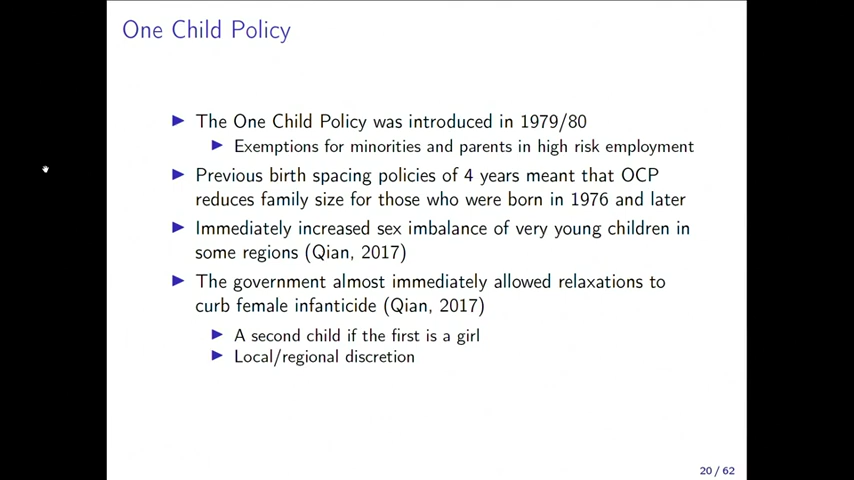 One Child Policy
The One Child Policy was introduced in 1979/80
Exemptions for minorities and parents in high risk employment
Previous birth spacing policies of 4 years meant that OCP
reduces family size for those who were born in 1976 and later
Immediately increased sex imbalance of very young children in
some regions (Qian, 2017)
The government almost immediately allowed relaxations to
curb female infanticide (Qian, 2017)
A second child if the first is a girl
Local/regional discretion
20 / 62